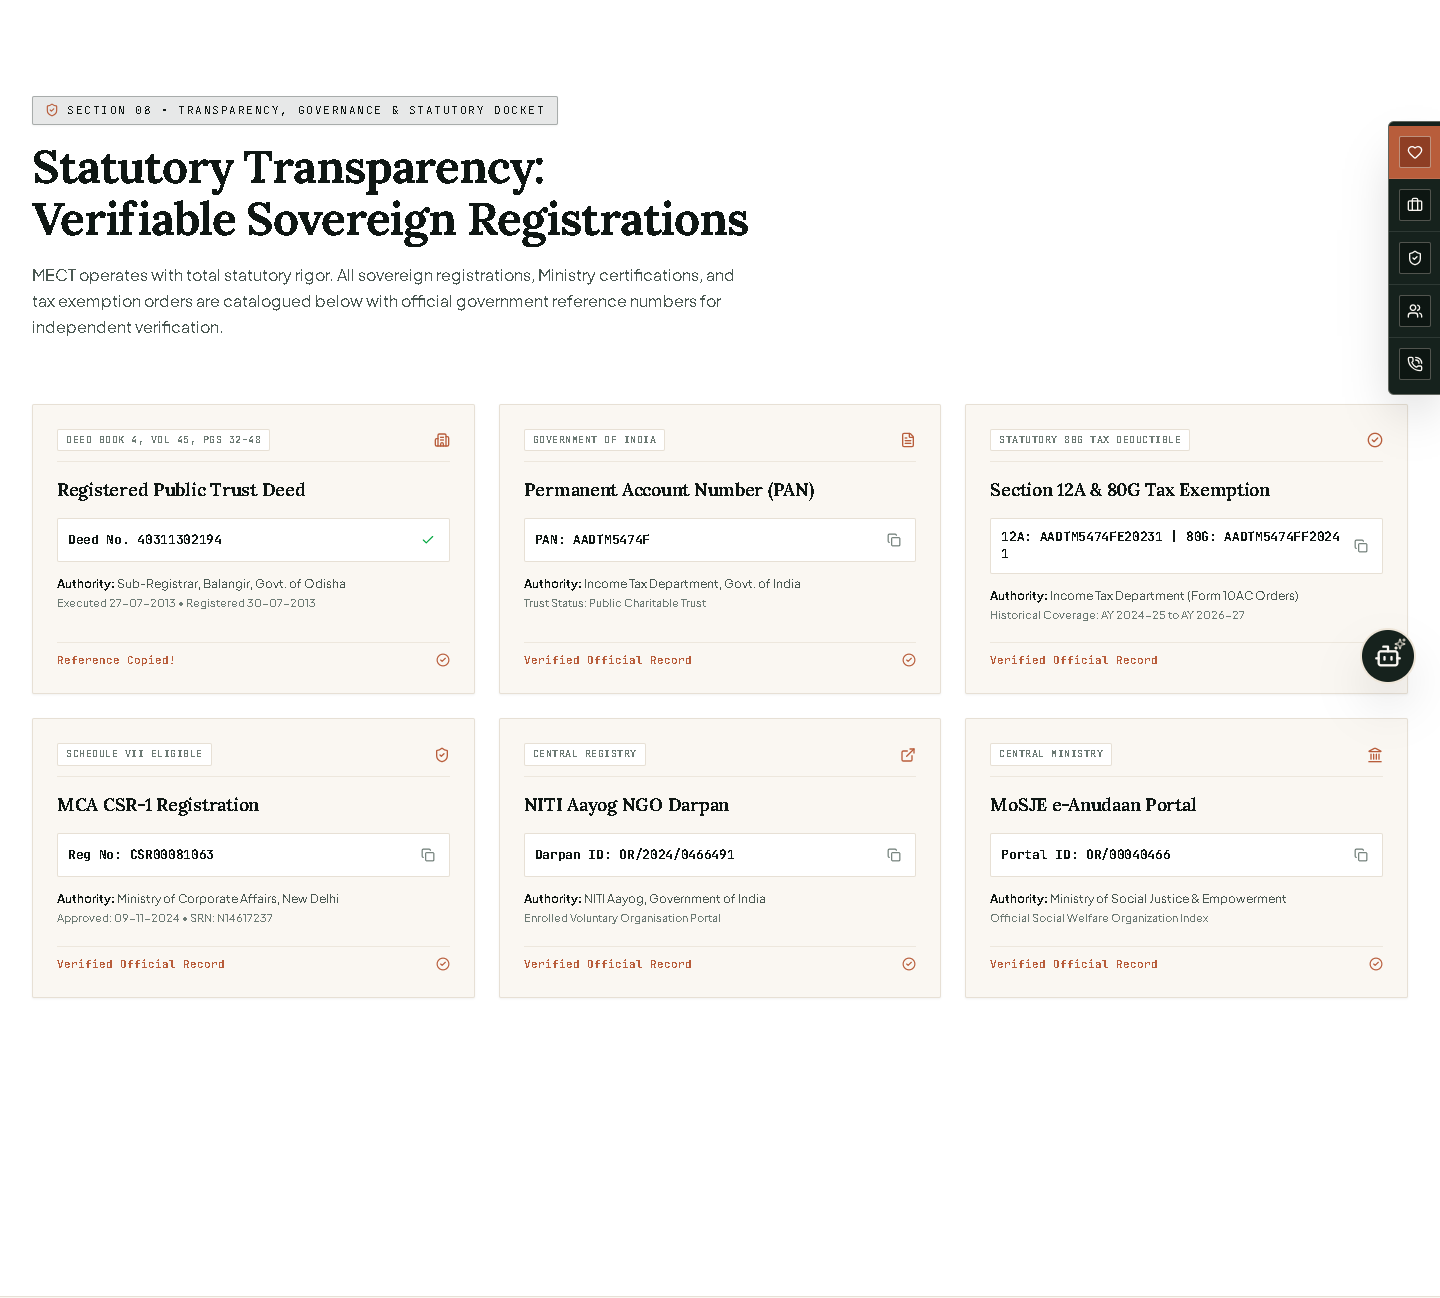 SECTION 08 - TRANSPARENCY, GOVERNANCE & STATUTORY DOCKET
Statutory Transparency:
Verifiable Sovereign Registrations
MECT operates with total statutory rigor. All sovereign registrations, Ministry certifications, and
tax exemption orders are catalogued below with official government reference numbers for
independent verification.
DEED BOOK 4, VOL 45, PGS 32-48
Registered Public Trust Deed
Deed No. 40311302194
Authority: Sub-Registrar, Balangir, Govt. of Odisha
Executed 27-07-2013 • Registered 30-07-2013
Reference Copied!
GOVERNMENT OF INDIA
Permanent Account Number (PAN)
PAN: AADTM5474F
Authority: Income Tax Department, Govt. of India
Trust Status: Public Charitable Trust
Verified Official Record
STATUTORY 80G TAX DEDUCTIBLE
Section 12A & 80G Tax Exemption
12A: AADTM5474FE20231 | 80G: AADTM5474FF2024
1
Authority: Income Tax Department (Form 10AC Orders)
Historical Coverage: AY 2024-25 to AY 2026-27
Verified Official Record
SCHEDULE VII ELIGIBLE
MCA CSR-1 Registration
Reg No: CSR00081063
Authority: Ministry of Corporate Affairs, New Delhi
Approved: 09-11-2024 • SRN: N14617237
Verified Official Record
CENTRAL REGISTRY
NITI Aayog NGO Darpan
Darpan ID: OR/2024/0466491
Authority: NITI Aayog, Government of India
Enrolled Voluntary Organisation Portal
Verified Official Record
CENTRAL MINISTRY
MoSJE e-Anudaan Portal
Portal ID: OR/00040466
Authority: Ministry of Social Justice & Empowerment
Official Social Welfare Organization Index
Verified Official Record